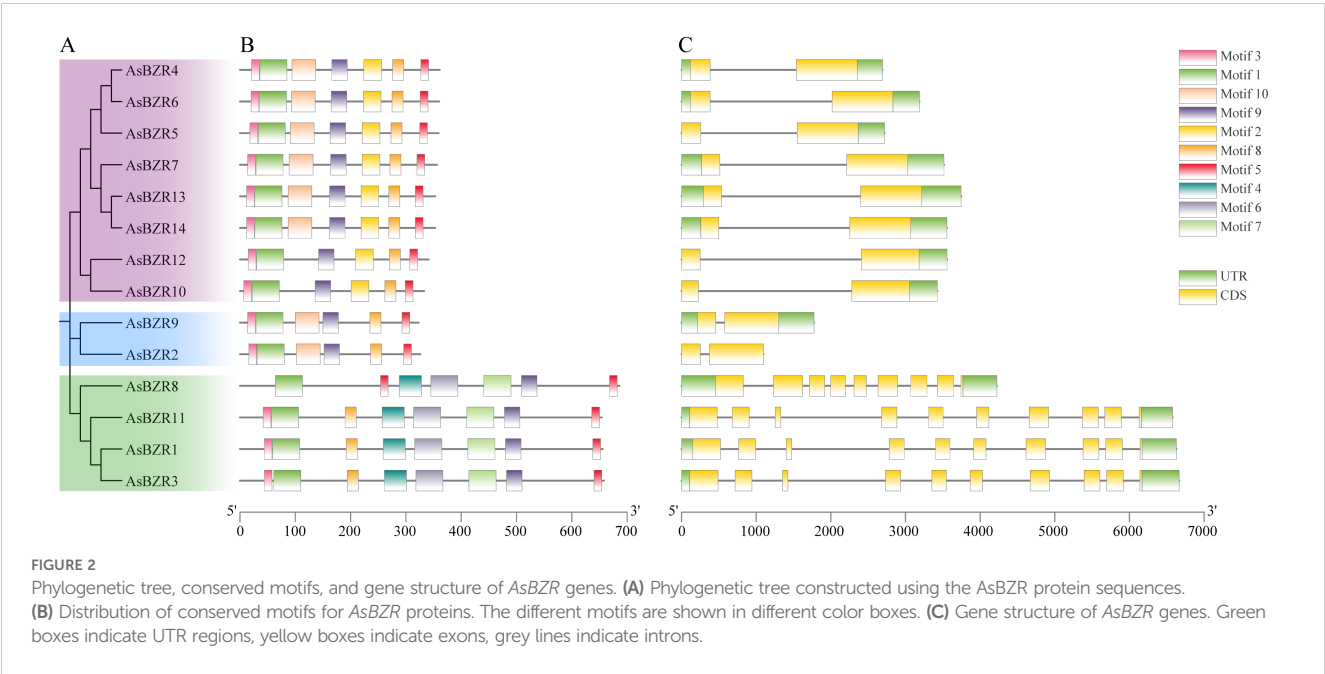 A
B
C
AsBZR4
AsBZR6
AsBZR5
AsBZR7
AsBZR13
AsBZR14
AsBZR12
AsBZR10
AsBZR9
AsBZR2
AsBZR8
AsBZR11
AsBZR1
AsBZR3
5' 3'
0 100 200 300 400 500 600 700
5' 3'
0 1000 2000 3000 4000 5000 6000 7000
Motif 3
Motif 1
Motif 10
Motif 9
Motif 2
Motif 8
Motif 5
Motif 4
Motif 6
Motif 7
UTR
CDS
FIGURE 2
Phylogenetic tree, conserved motifs, and gene structure of AsBZR genes. (A) Phylogenetic tree constructed using the AsBZR protein sequences.
(B) Distribution of conserved motifs for AsBZR proteins. The different motifs are shown in different color boxes. (C) Gene structure of AsBZR genes. Green
boxes indicate UTR regions, yellow boxes indicate exons, grey lines indicate introns.